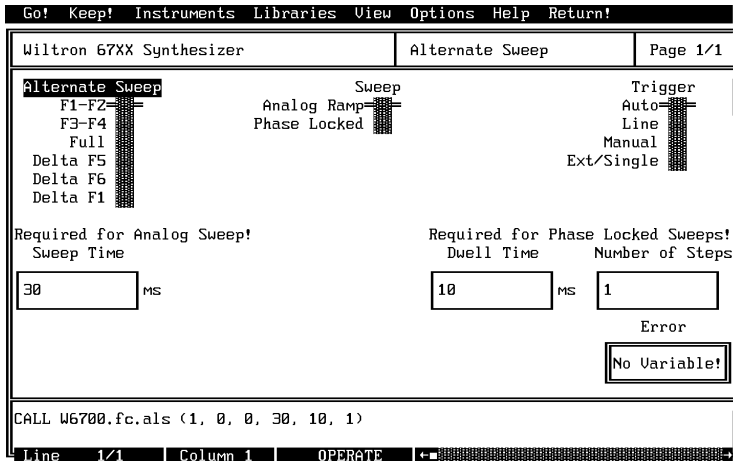 Go! Keep! Instruments Libraries View Options Help Return!
Wiltron 67XX Synthesizer Alternate Sweep Page 1/1
Alternate Sweep Sweep Trigger
F1-F2 Analog Ramp Auto
F3-F4 Phase Locked Line
Full Manual
Delta F5 Ext/Single
Delta F6
Delta F1
Required for Analog Sweep! Required for Phase Locked Sweeps!
Sweep Time Dwell Time Number of Steps
30 ms 10 ms 1
Error
No Variable!
CALL W6700.fc.als (1, 0, 0, 30, 10, 1)
Line 1/1 Column 1 OPERATE